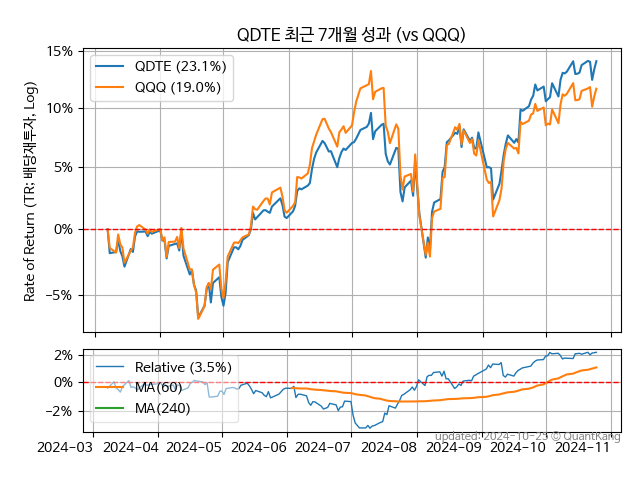 QDTE 최근 7개월 성과 (vs QQQ)
Rate of Return (TR: 배당재투자, Log)
15%
10%
5%
0%
−5%
QDTE (23.1%)
QQQ (19.0%)
2%
0%
−2%
Relative (3.5%)
MA(60)
MA(240)
updated: 2024-10-25 © QuantKang
2024-03 2024-04 2024-05 2024-06 2024-07 2024-08 2024-09 2024-10 2024-11